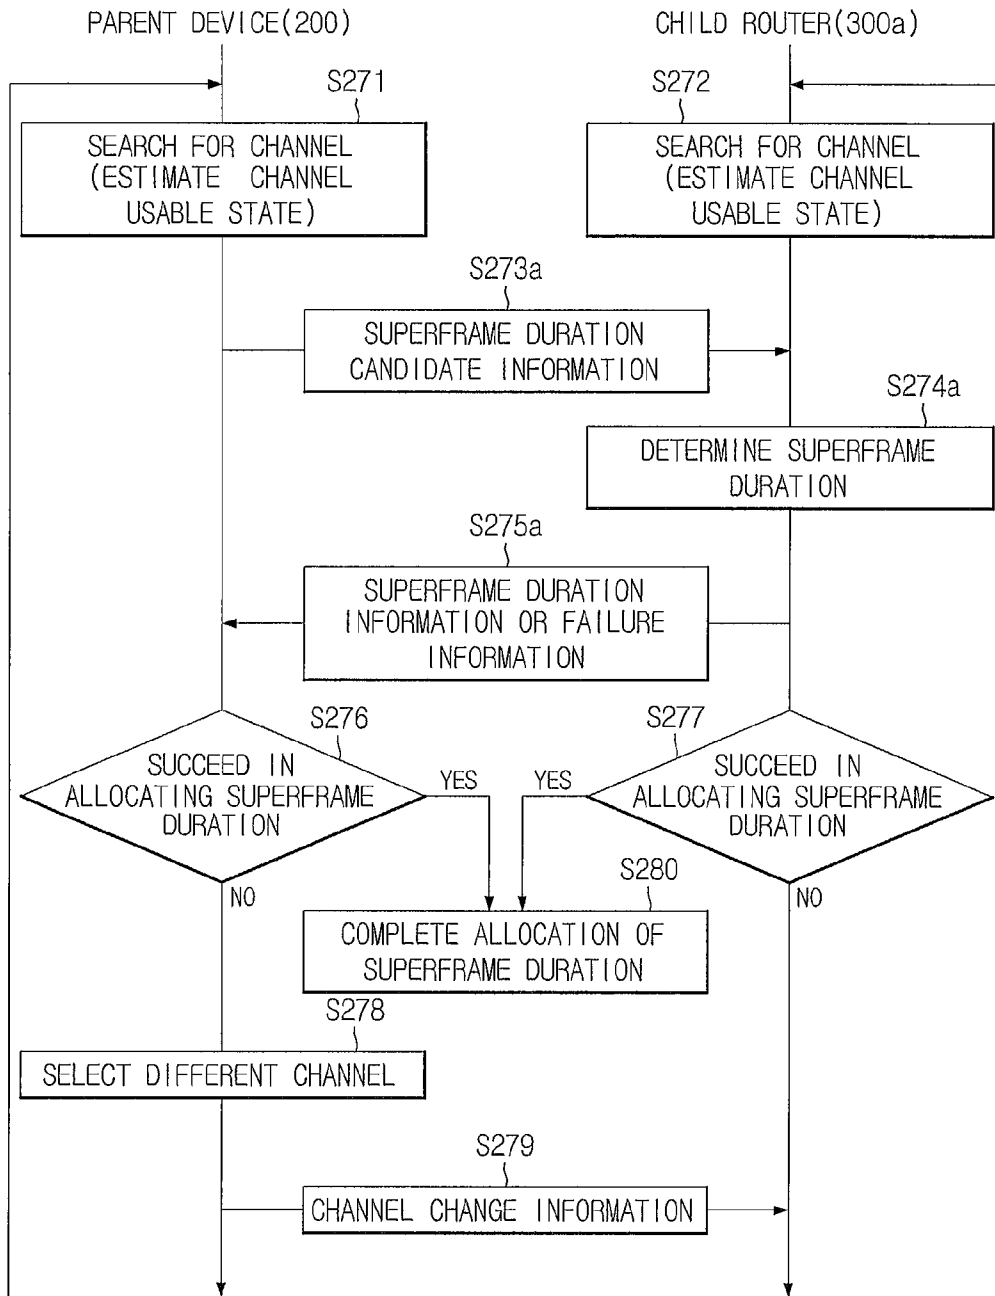 PARENT DEVICE(200)
CHILD ROUTER(300a)
S271
S272
SEARCH FOR CHANNEL
(ESTIMATE CHANNEL
USABLE STATE)
SEARCH FOR CHANNEL
(ESTIMATE CHANNEL
USABLE STATE)
S273a
SUPERFRAME DURATION
CANDIDATE INFORMATION
S274a
DETERMINE SUPERFRAME
DURATION
S275a
SUPERFRAME DURATION
INFORMATION OR FAILURE
INFORMATION
S276
S277
SUCCEED IN
ALLOCATING SUPERFRAME
DURATION
YES
YES
SUCCEED IN
ALLOCATING SUPERFRAME
DURATION
NO
NO
S280
COMPLETE ALLOCATION OF
SUPERFRAME DURATION
S278
SELECT DIFFERENT CHANNEL
S279
CHANNEL CHANGE INFORMATION